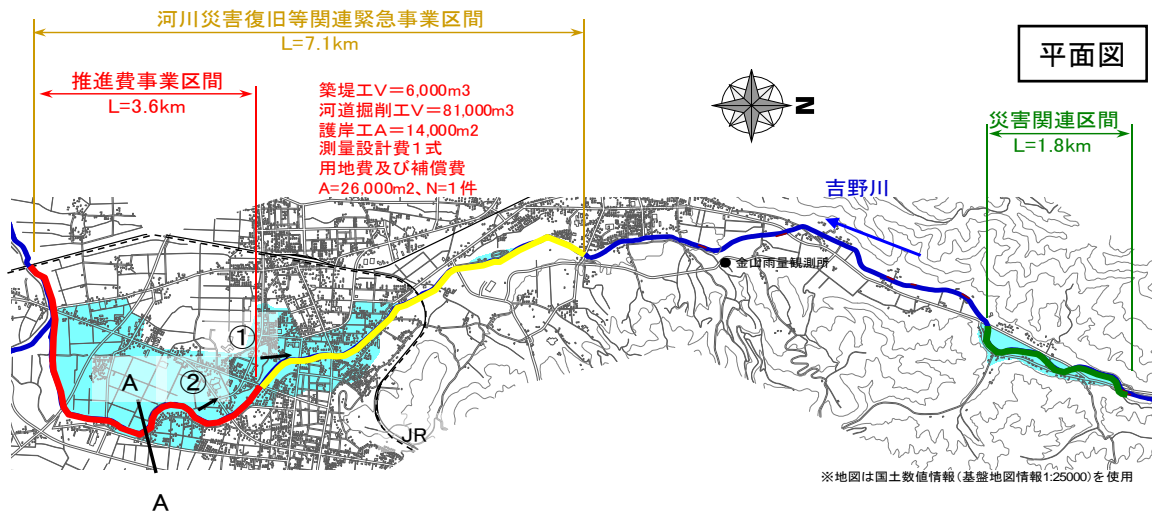 河川災害復旧等関連緊急事業区間
L=7.1km
平面図
推進費事業区間
L=3.6km
築堤工V=6,000m3
河道掘削工V=81,000m3
護岸工A=14,000m2
測量設計費1式
用地費及び補償費
A=26,000m2、N=1件
N
災害関連区間
L=1.8km
吉野川
金山雨量観測所
①
②
A
JR
※地図は国土数値情報(基盤地図情報1:25000)を使用
A